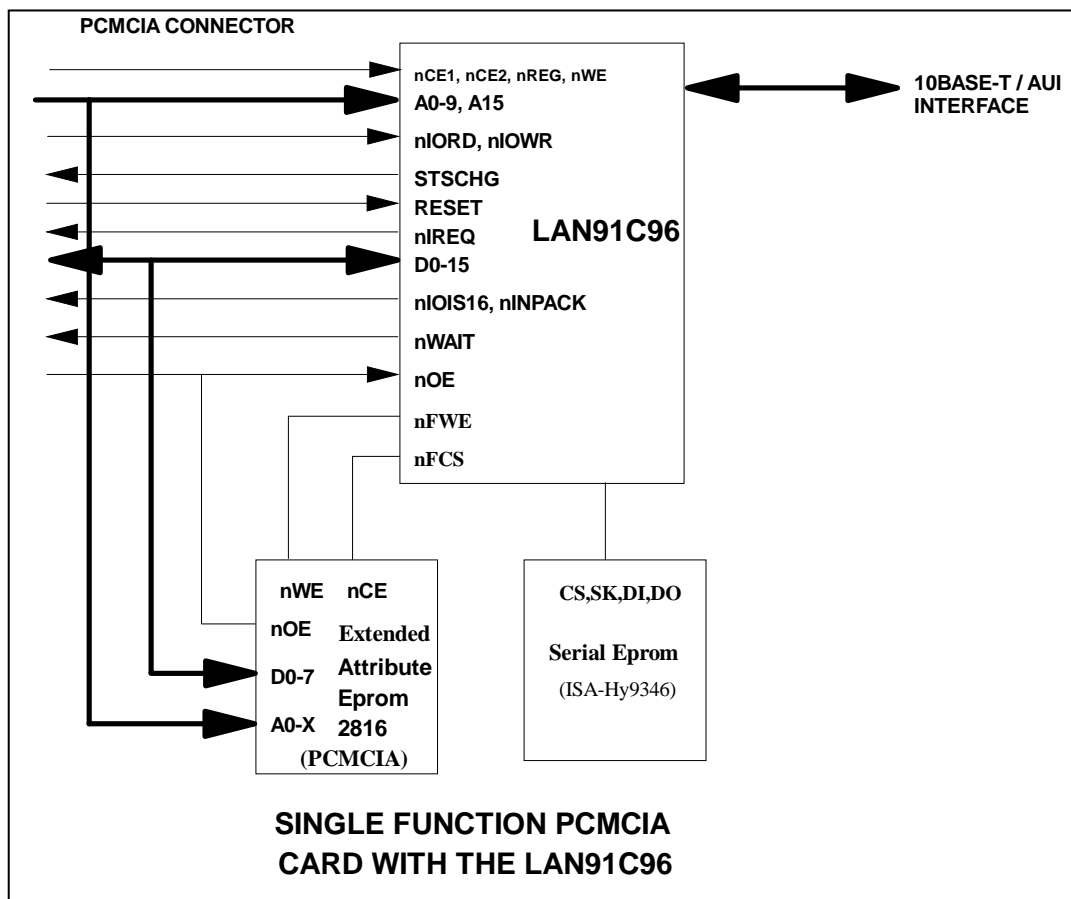 PCMCIA CONNECTOR
nCE1, nCE2, nREG, nWE
A0-9, A15
nIORD, nIOWR
STSCHG
RESET
nIREQ
D0-15
nIOIS16, nINPACK
nWAIT
nOE
nFWE
nFCS
LAN91C96
10BASE-T / AUI
INTERFACE
nWE nCE
nOE
D0-7
A0-X
Extended
Attribute
Eprom
2816
(PCMCIA)
CS,SK,DI,DO
Serial Eprom
(ISA-Hy9346)
SINGLE FUNCTION PCMCIA
CARD WITH THE LAN91C96